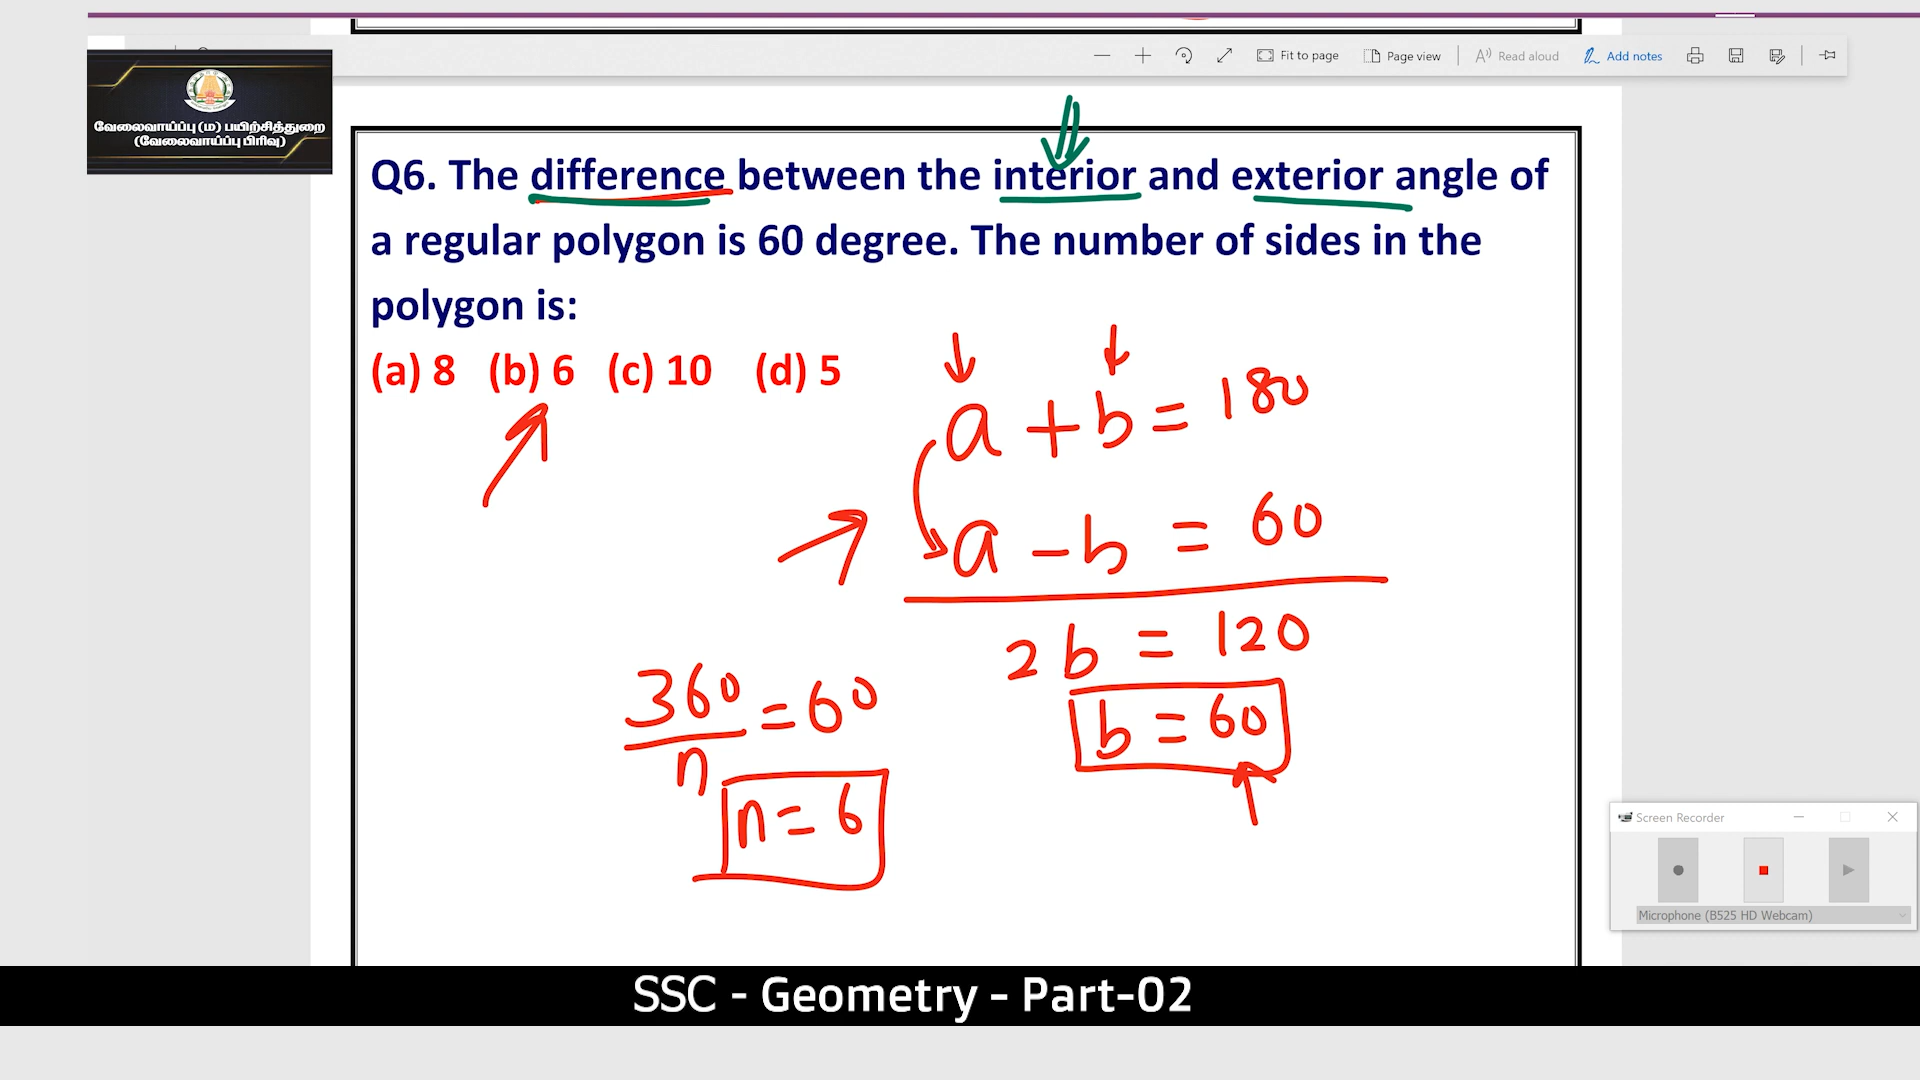 Fit to page Page view Read aloud Add notes
வேலைவாய்ப்பு (ம) பயிற்சித்துறை
(வேலைவாய்ப்பு பிரிவு)
Q6. The difference between the interior and exterior angle of
a regular polygon is 60 degree. The number of sides in the
polygon is:
(a) 8 (b) 6 (c) 10 (d) 5
a + b = 180
a - b = 60
2b = 120
b = 60
360/n = 60
n = 6
Screen Recorder
Microphone (B525 HD Webcam)
SSC - Geometry - Part-02